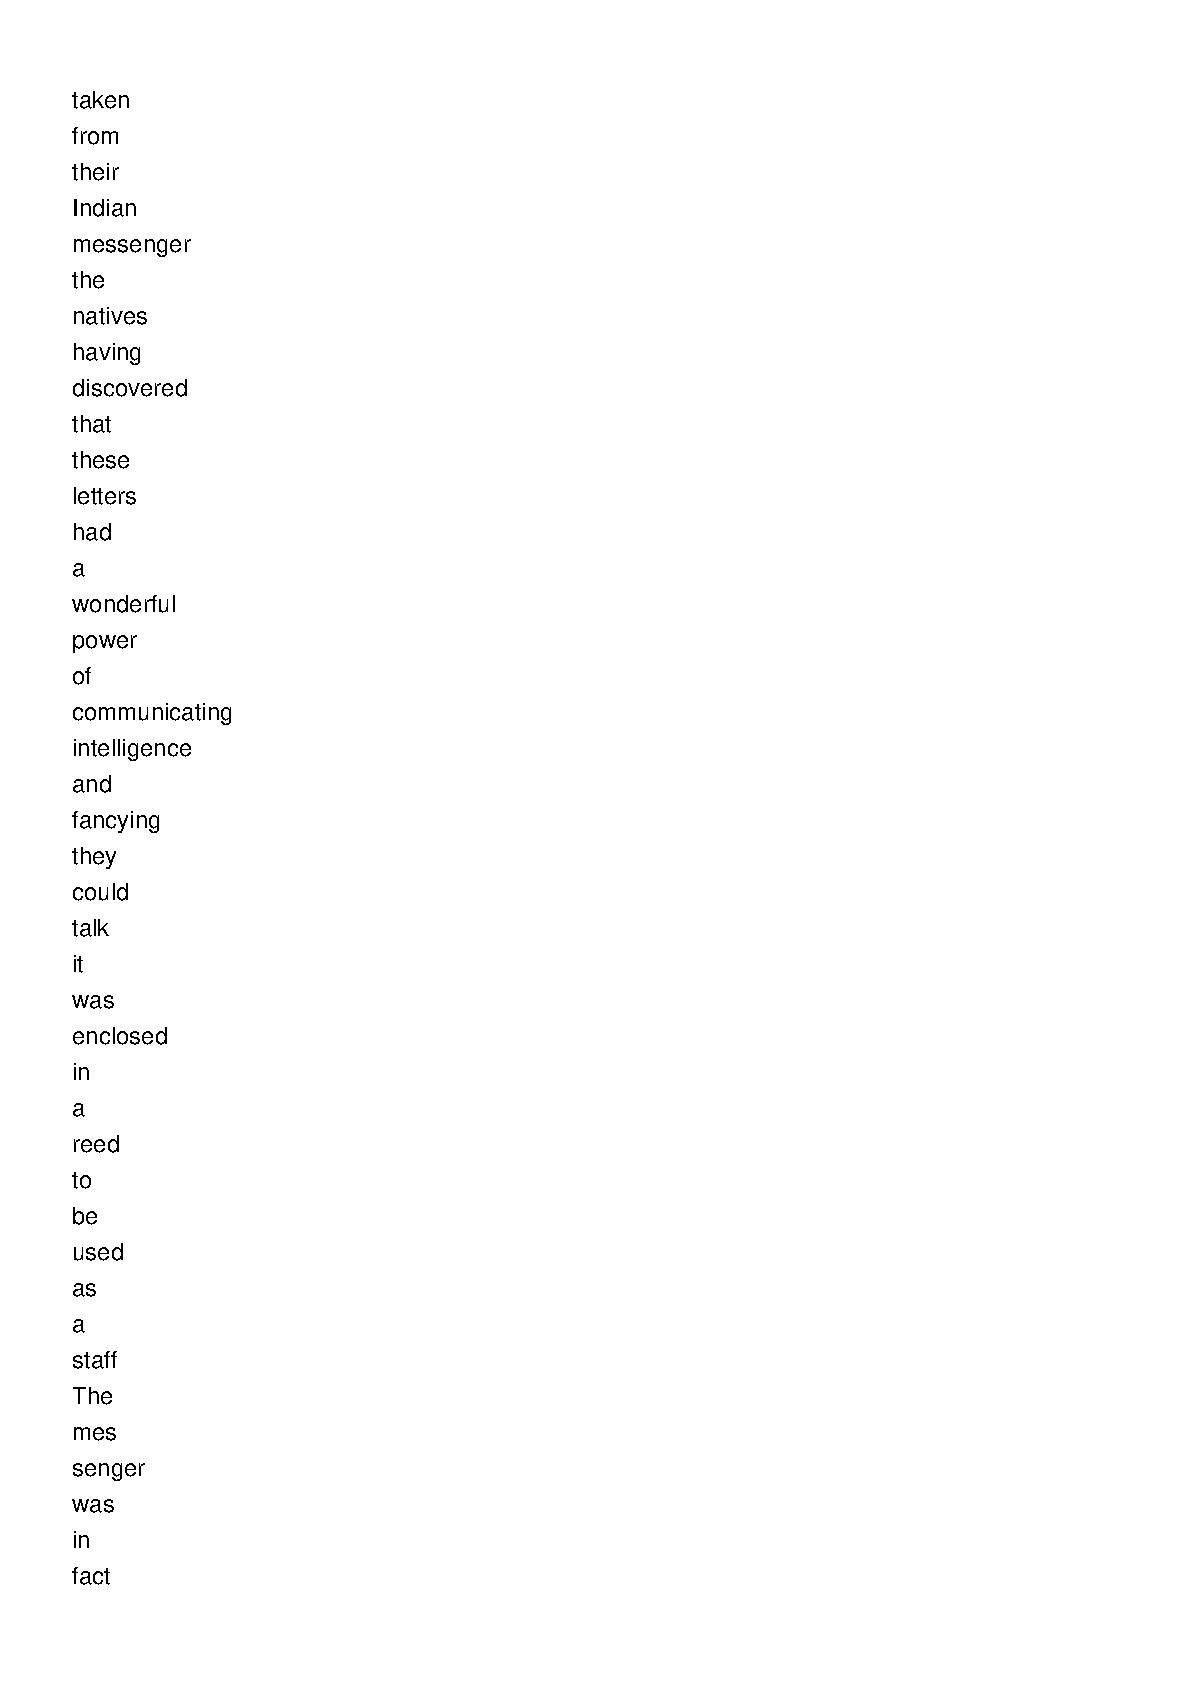 taken
from
their
Indian
messenger
the
natives
having
discovered
that
these
letters
had
a
wonderful
power
of
communicating
intelligence
and
fancying
they
could
talk
it
was
enclosed
in
a
reed
to
be
used
as
a
staff
The
mes
senger
was
in
fact